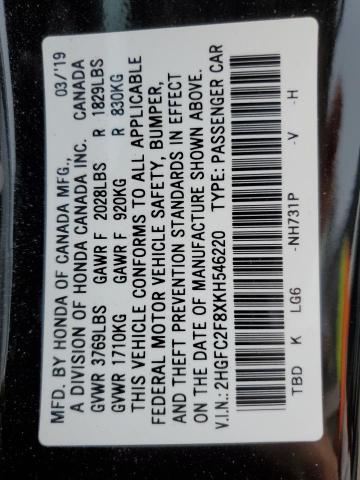 MFD. BY HONDA OF CANADA MFG., 03/'19
A DIVISION OF HONDA CANADA INC. CANADA
GVWR 3769LBS GAWR F 2028LBS R 1829LBS
GVWR 1710KG GAWR F 920KG R 830KG
THIS VEHICLE CONFORMS TO ALL APPLICABLE
FEDERAL MOTOR VEHICLE SAFETY, BUMPER,
AND THEFT PREVENTION STANDARDS IN EFFECT
ON THE DATE OF MANUFACTURE SHOWN ABOVE.
V.I.N.: 2HGFC2F8XKH546220 TYPE: PASSENGER CAR
TBD K LG6 -NH731P -V -H